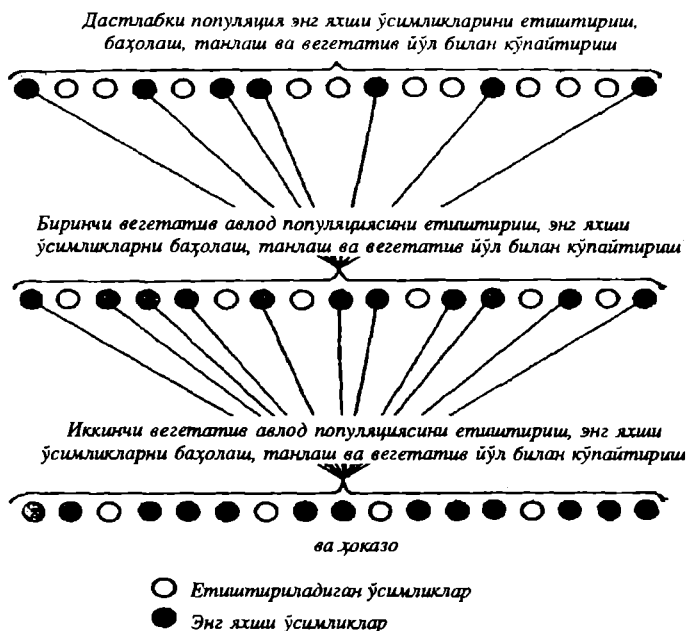 Дастлабки популяция энг яхши ўсимликларини етиштириш,
баҳолаш, танлаш ва вегетатив йўл билан кўпайтириш
Биринчи вегетатив авлод популяциясини етиштириш, энг яхши
ўсимликларни баҳолаш, танлаш ва вегетатив йўл билан кўпайтириш
Иккинчи вегетатив авлод популяциясини етиштириш, энг яхши
ўсимликларни баҳолаш, танлаш ва вегетатив йўл билан кўпайтириш
ва ҳоказо
Етиштириладиган ўсимликлар
Энг яхши ўсимликлар